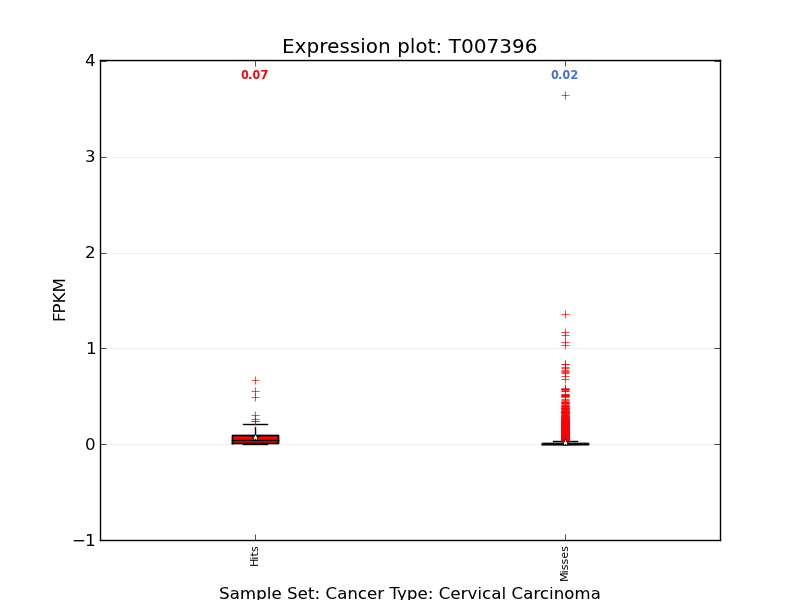 Expression plot: T007396
4
0.07
0.02
3
2
FPKM
1
0
−1
Hits
Misses
Sample Set: Cancer Type: Cervical Carcinoma